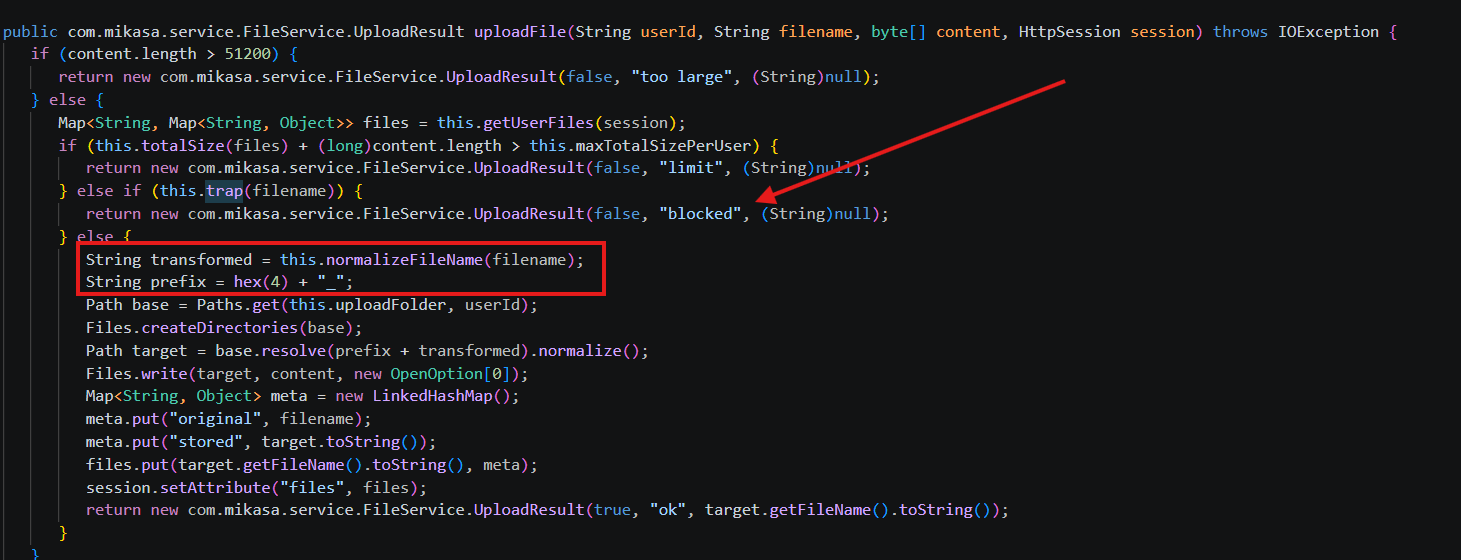 public com.mikasa.service.FileService.UploadResult uploadFile(String userId, String filename, byte[] content, HttpSession session) throws IOException {
if (content.length > 51200) {
return new com.mikasa.service.FileService.UploadResult(false, "too large", (String)null);
} else {
Map<String, Map<String, Object>> files = this.getUserFiles(session);
if (this.totalSize(files) + (long)content.length > this.maxTotalSizePerUser) {
return new com.mikasa.service.FileService.UploadResult(false, "limit", (String)null);
} else if (this.trap(filename)) {
return new com.mikasa.service.FileService.UploadResult(false, "blocked", (String)null);
} else {
String transformed = this.normalizeFileName(filename);
String prefix = hex(4) + "_";
Path base = Paths.get(this.uploadFolder, userId);
Files.createDirectories(base);
Path target = base.resolve(prefix + transformed).normalize();
Files.write(target, content, new OpenOption[0]);
Map<String, Object> meta = new LinkedHashMap();
meta.put("original", filename);
meta.put("stored", target.toString());
files.put(target.getFileName().toString(), meta);
session.setAttribute("files", files);
return new com.mikasa.service.FileService.UploadResult(true, "ok", target.getFileName().toString());
}
}